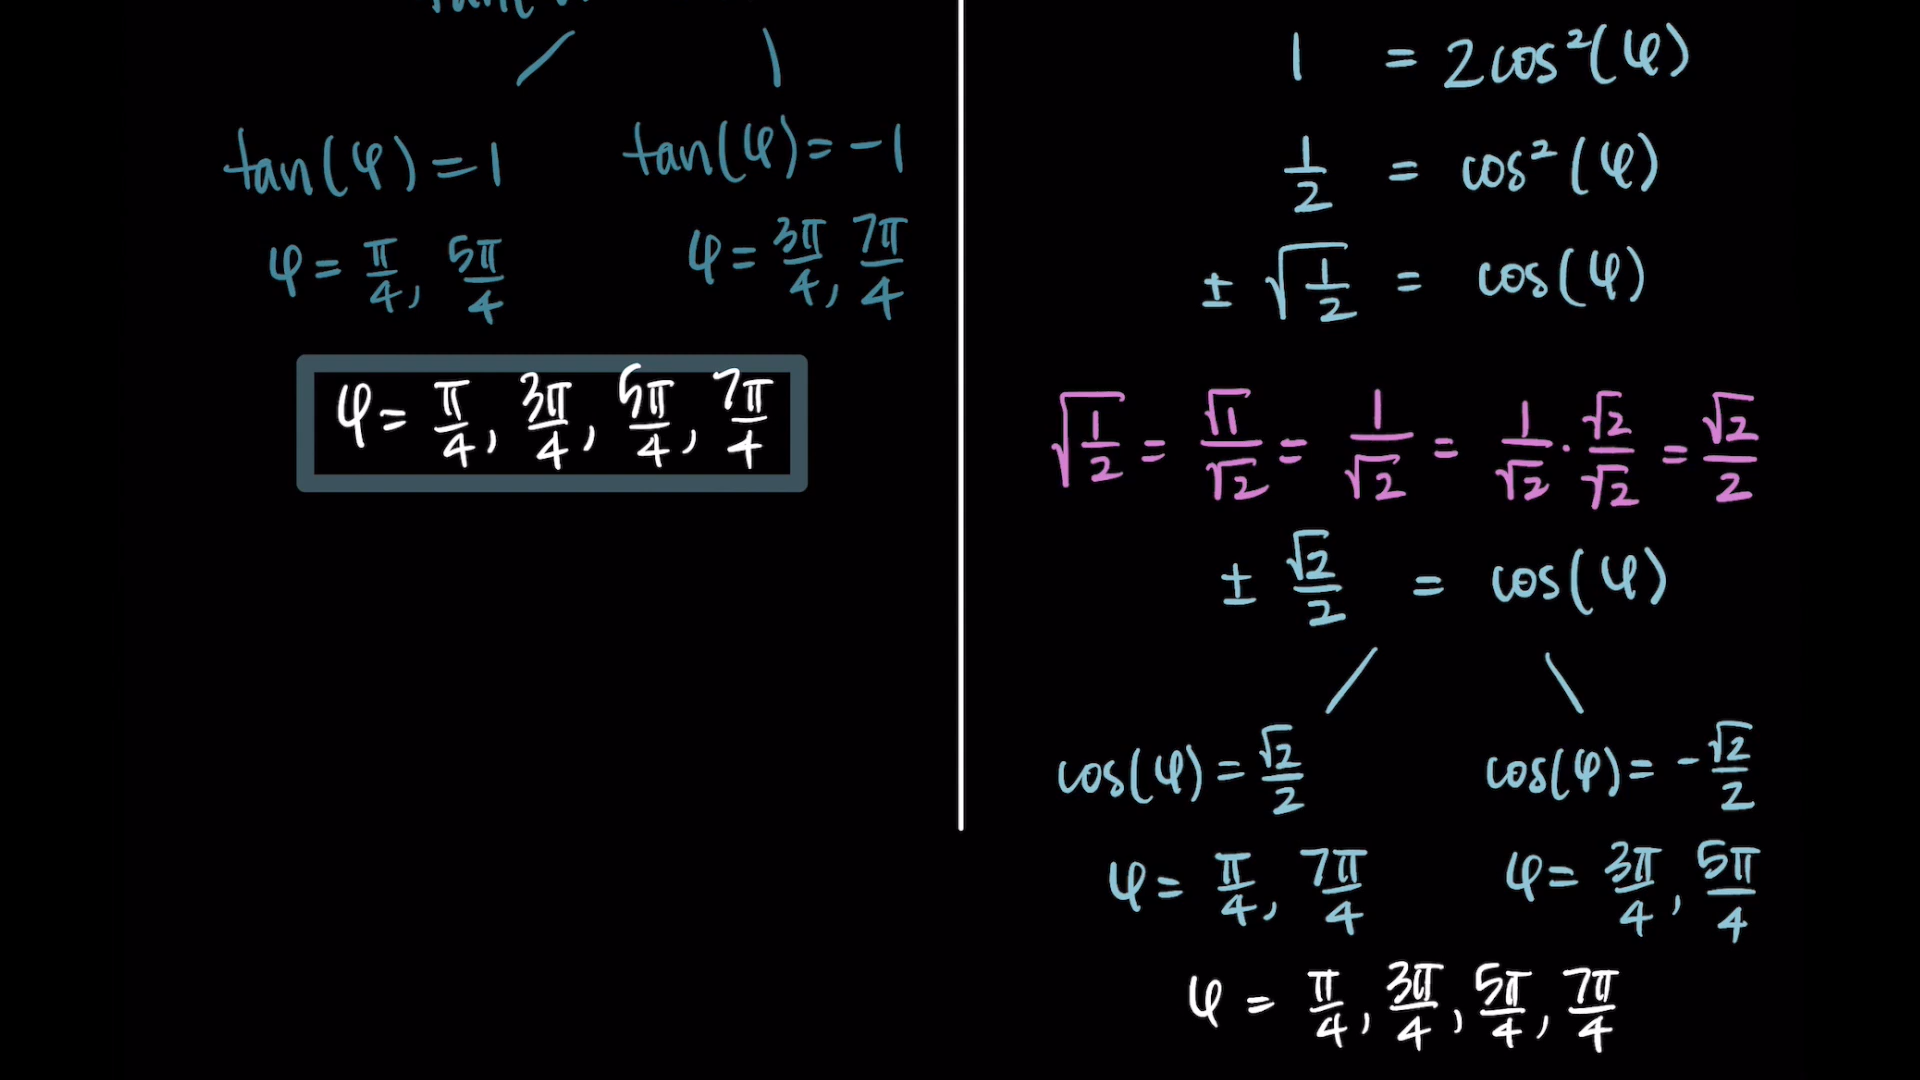 tan(φ) = 1
tan(φ) = -1
φ = π/4, 5π/4
φ = 3π/4, 7π/4
φ = π/4, 3π/4, 5π/4, 7π/4
1 = 2cos²(φ)
1/2 = cos²(φ)
± √(1/2) = cos(φ)
√(1/2) = √1/√2 = 1/√2 = 1/√2 · √2/√2 = √2/2
± √2/2 = cos(φ)
cos(φ) = √2/2
cos(φ) = -√2/2
φ = π/4, 7π/4
φ = 3π/4, 5π/4
φ = π/4, 3π/4, 5π/4, 7π/4